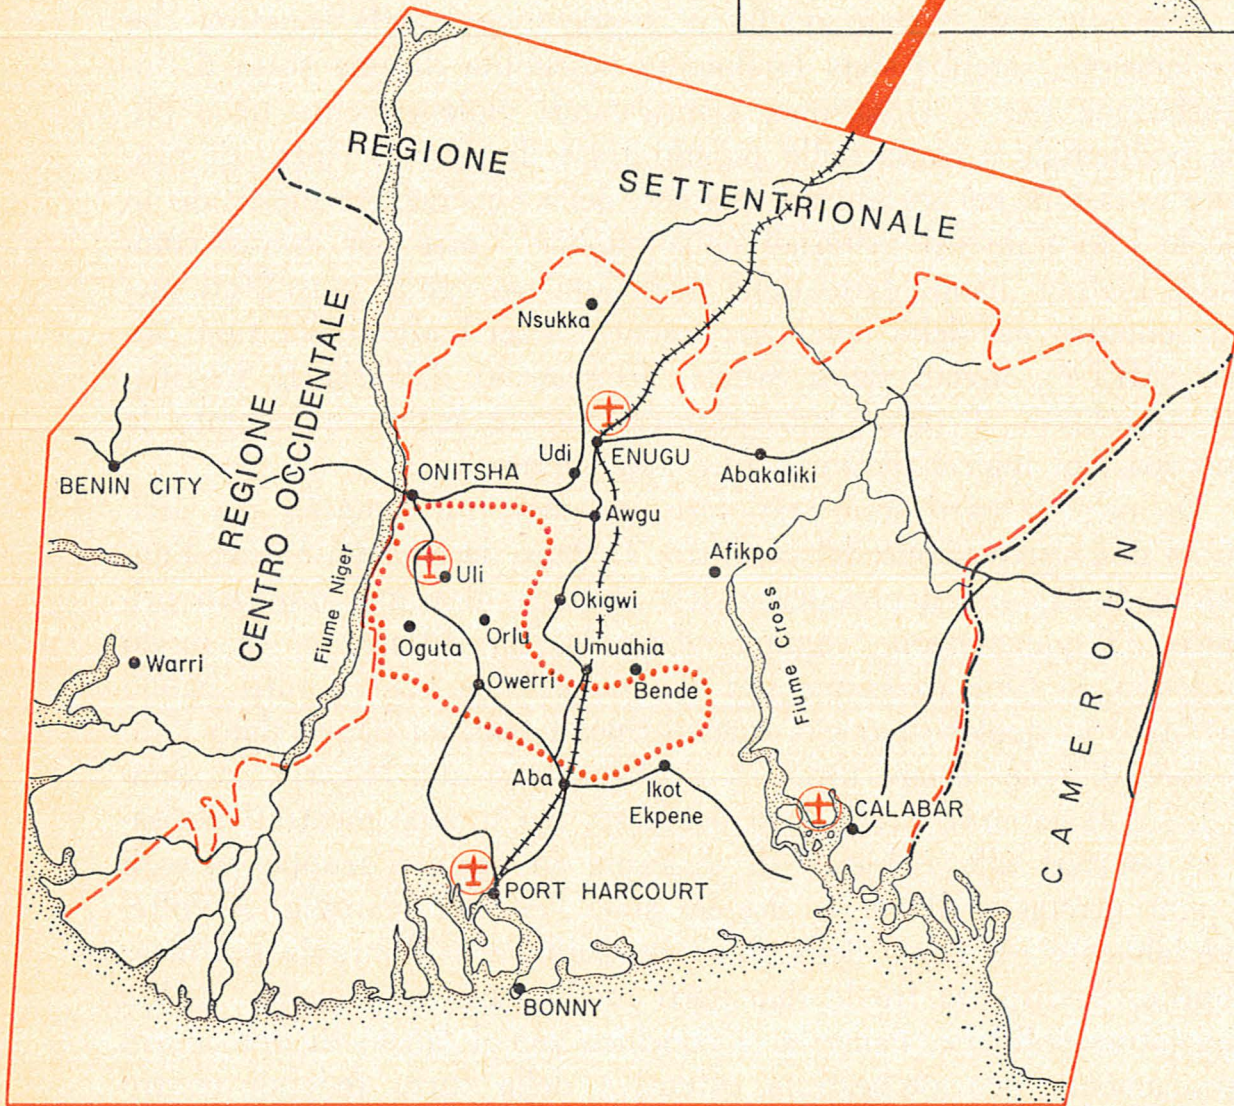 REGIONE
SETTENTRIONALE
Nsukka
REGIONE
CENTRO OCCIDENTALE
Udi
ENUGU
BENIN CITY
ONITSHA
Abakaliki
Awgu
Afikpo
Uli
Okigwi
Fiume Niger
Oguta
Orlu
Umuahia
Fiume Cross
CAMEROUN
Warri
Owerri
Bende
Aba
Ikot
Ekpene
CALABAR
PORT HARCOURT
BONNY